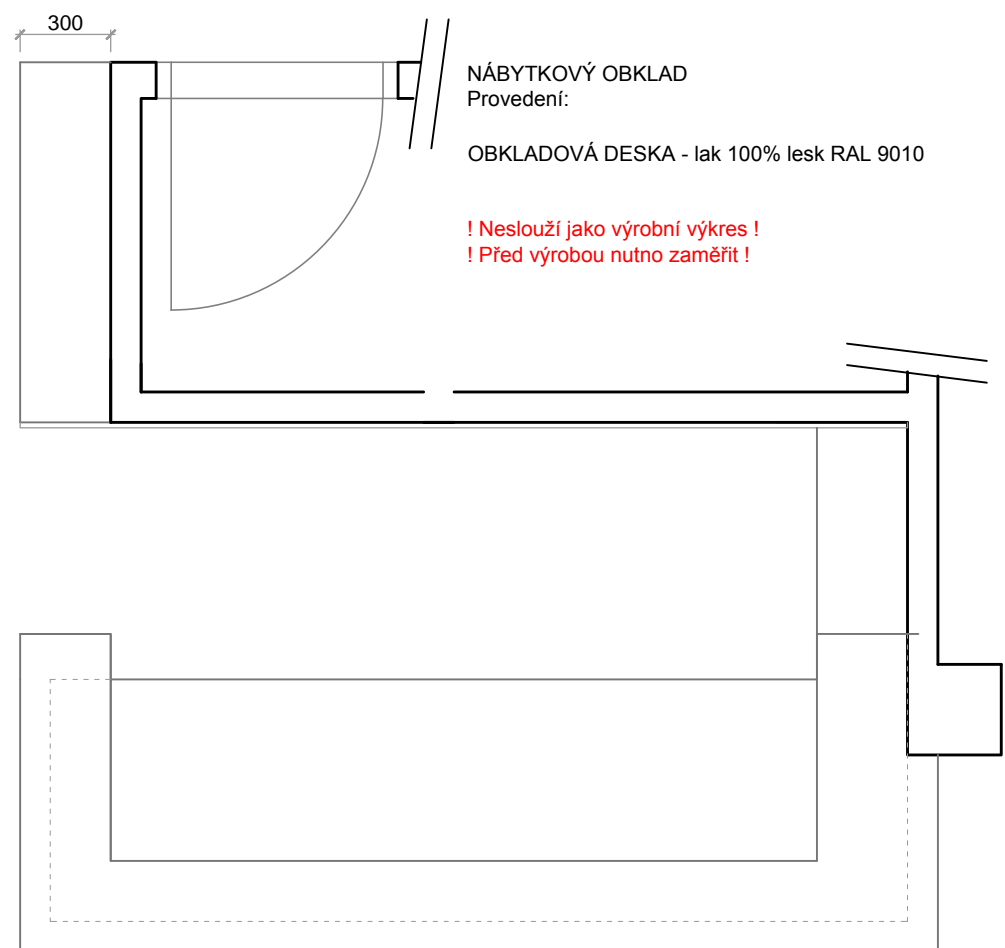 300
NÁBYTKOVÝ OBKLAD
Provedení:
OBKLADOVÁ DESKA - lak 100% lesk RAL 9010
! Neslouží jako výrobní výkres !
! Před výrobou nutno zaměřit !